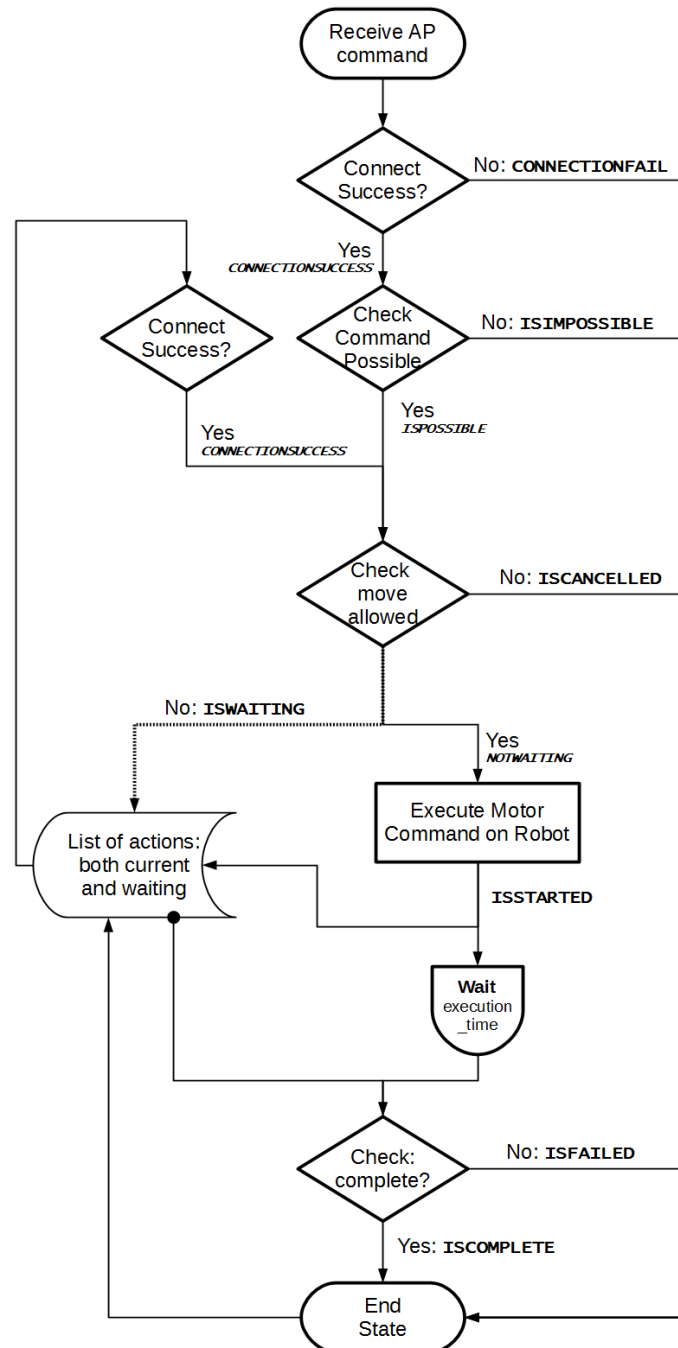 Receive AP
command
Connect
Success?
No: CONNECTIONFAIL
Yes
CONNECTIONSUCCESS
Connect
Success?
Check
Command
Possible
No: ISIMPOSSIBLE
Yes
CONNECTIONSUCCESS
Yes
ISPOSSIBLE
Check
move
allowed
No: ISCANCELLED
No: ISWAITING
Yes
NOTWAITING
List of actions:
both current
and waiting
Execute Motor
Command on Robot
ISSTARTED
Wait
execution
_time
Check:
complete?
No: ISFAILED
Yes: ISCOMPLETE
End
State